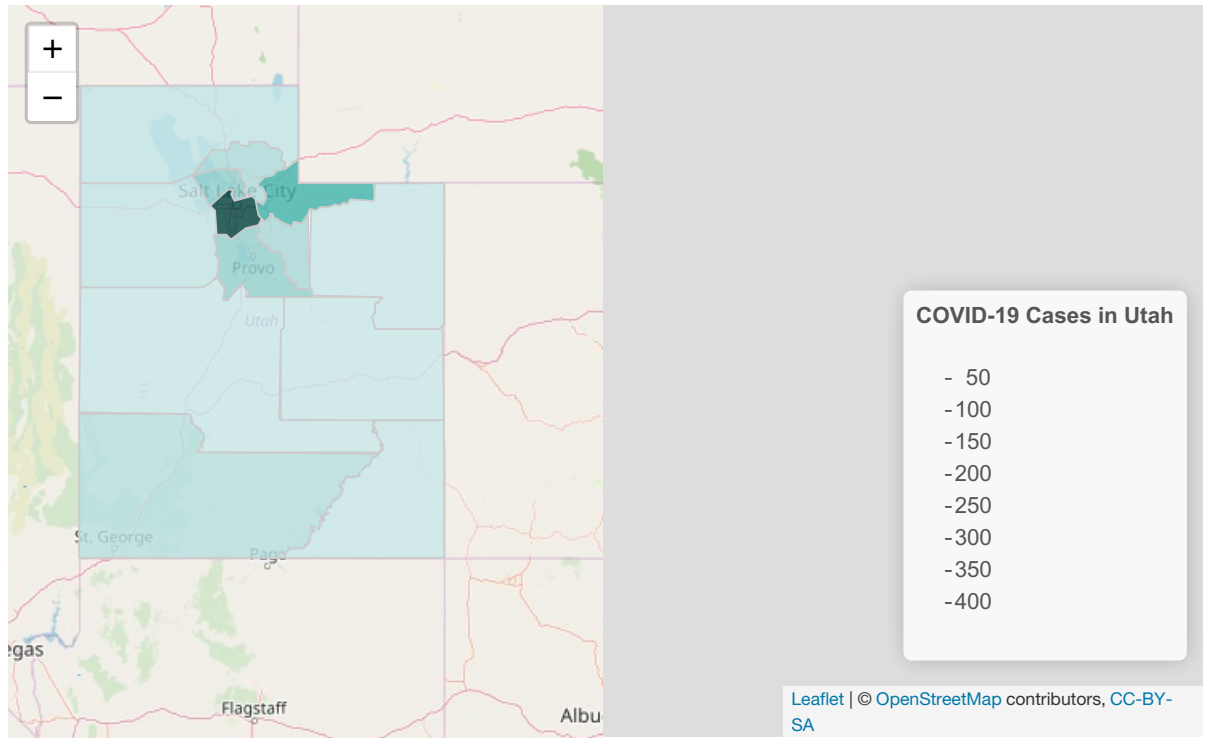 +
−
Salt Lake City
Provo
Utah
St. George
Page
egas
Flagstaff
Albu
COVID-19 Cases in Utah
- 50
-100
-150
-200
-250
-300
-350
-400
Leaflet | © OpenStreetMap contributors, CC-BY-
SA